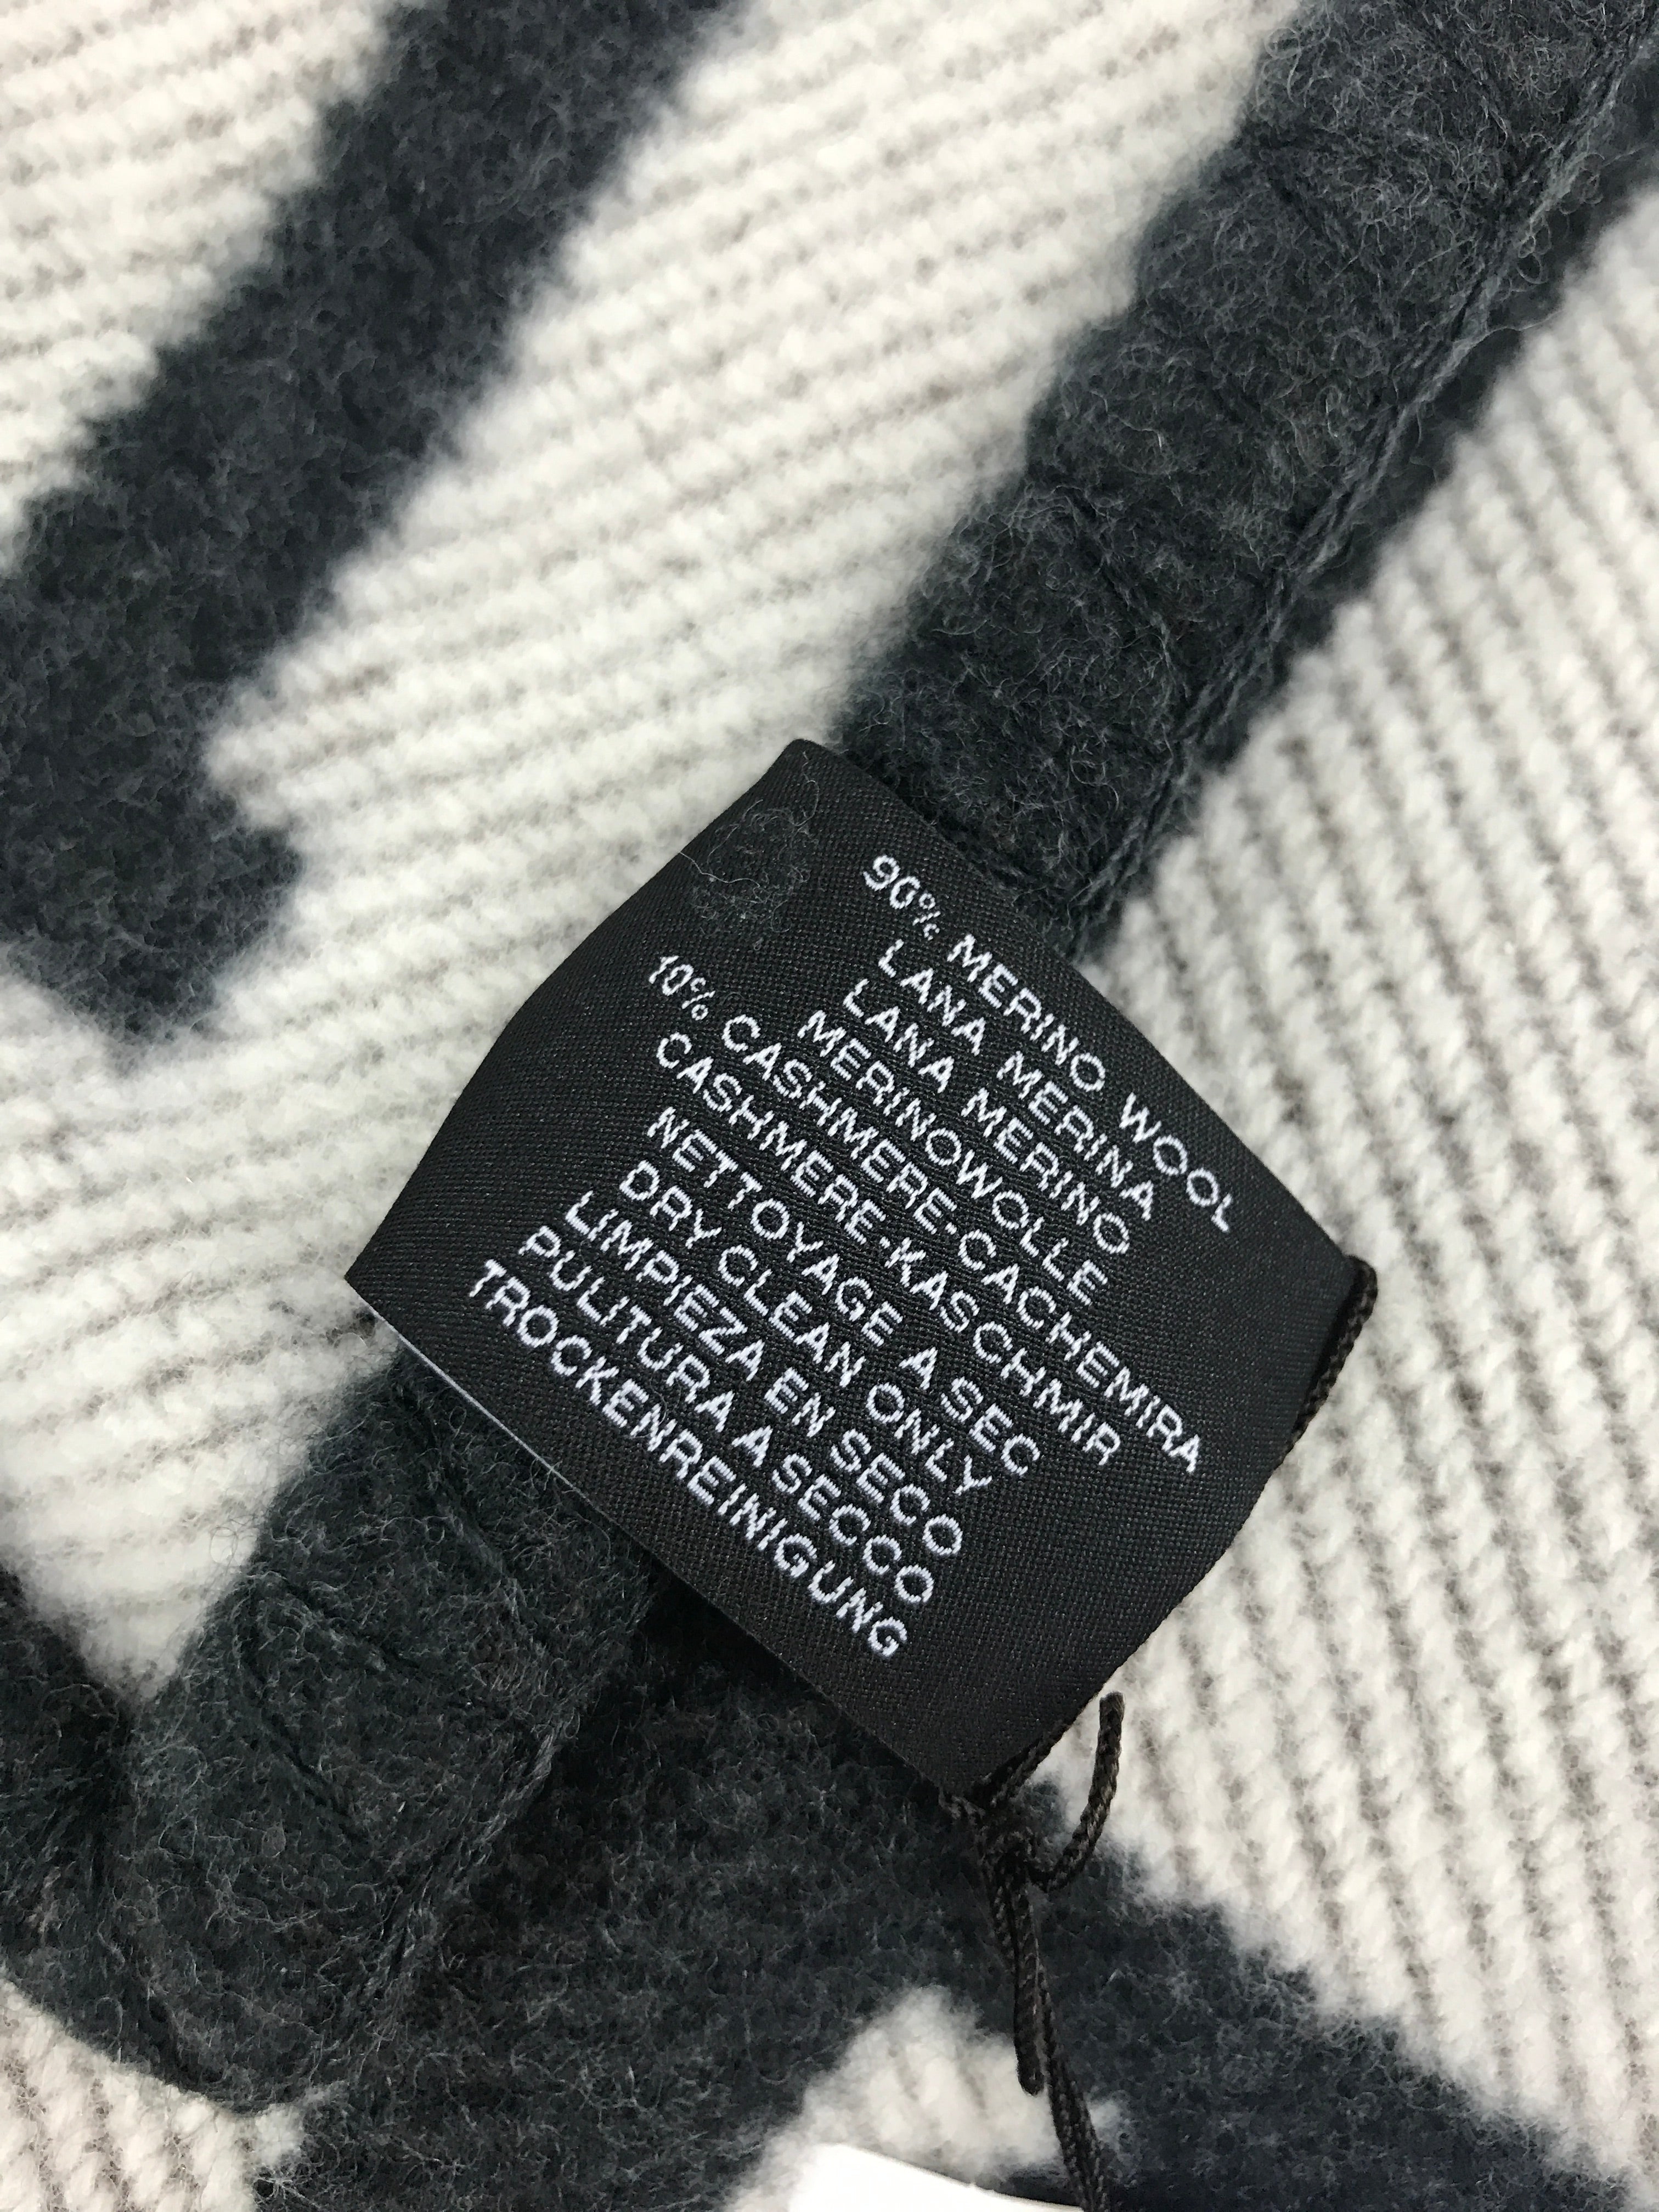 90% MERINO WOOL
LANA MERINA
LANA MERINO
MERINOWOLLE
10% CASHMERE-CACHEMIRA
CASHMERE-KASCHMIR
NETTOYAGE A SEC
DRY CLEAN ONLY
LIMPIEZA EN SECO
PULITURA A SECCO
TROCKENREINIGUNG